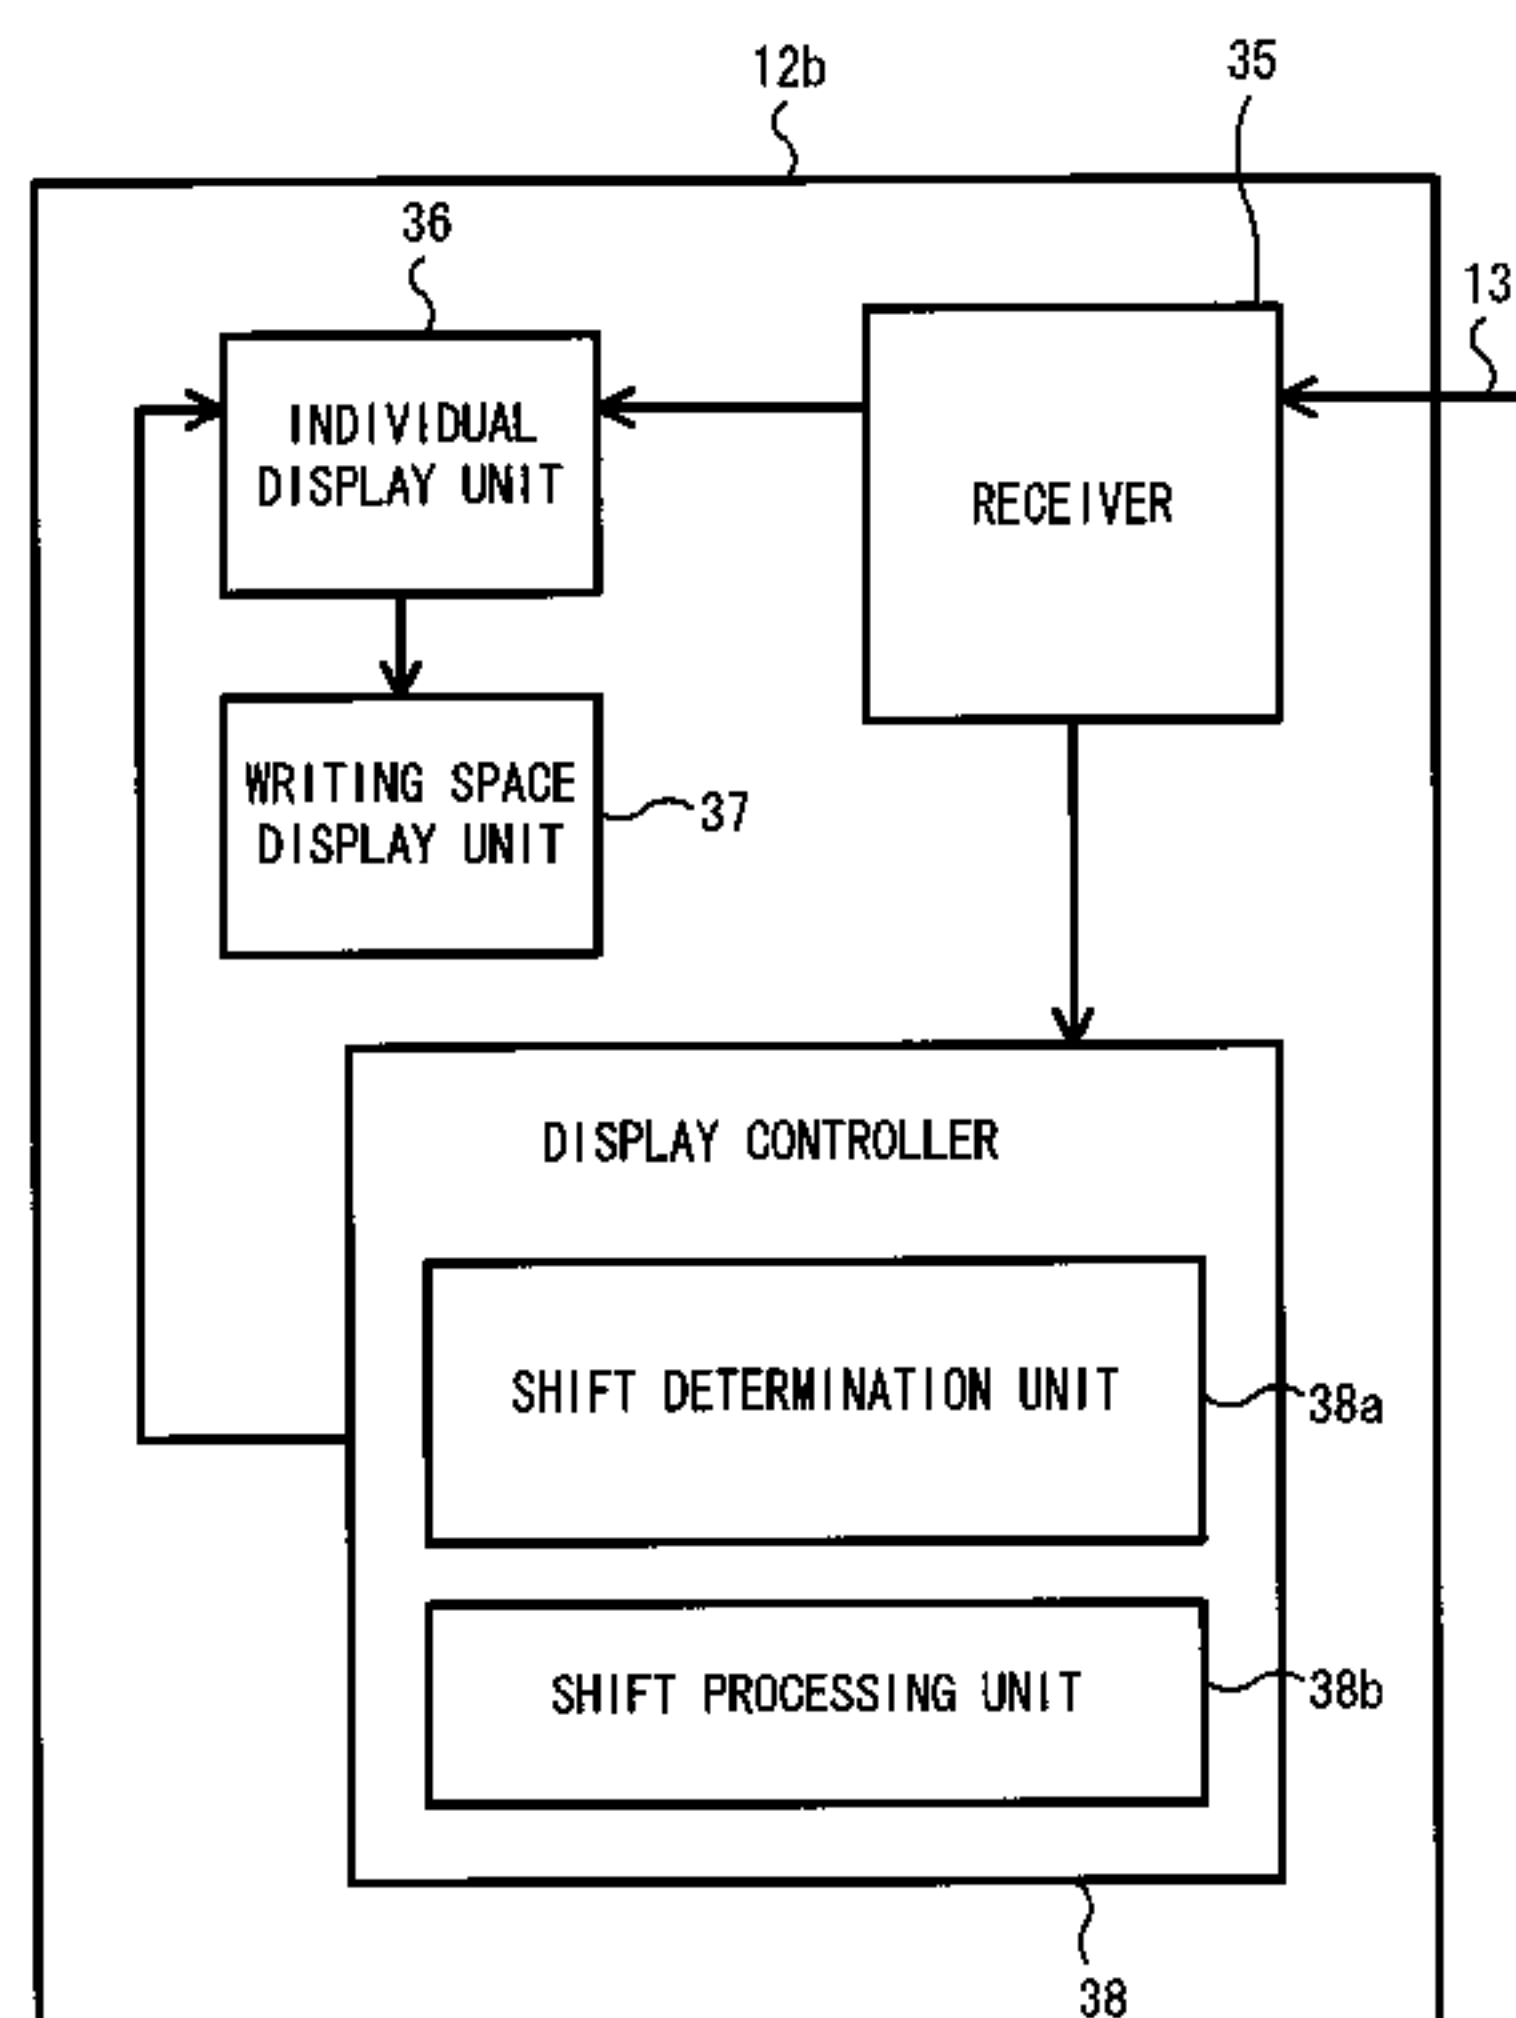 12b
35
36
13
INDIVIDUAL
DISPLAY UNIT
RECEIVER
WRITING SPACE
DISPLAY UNIT
37
DISPLAY CONTROLLER
SHIFT DETERMINATION UNIT
38a
SHIFT PROCESSING UNIT
38b
38